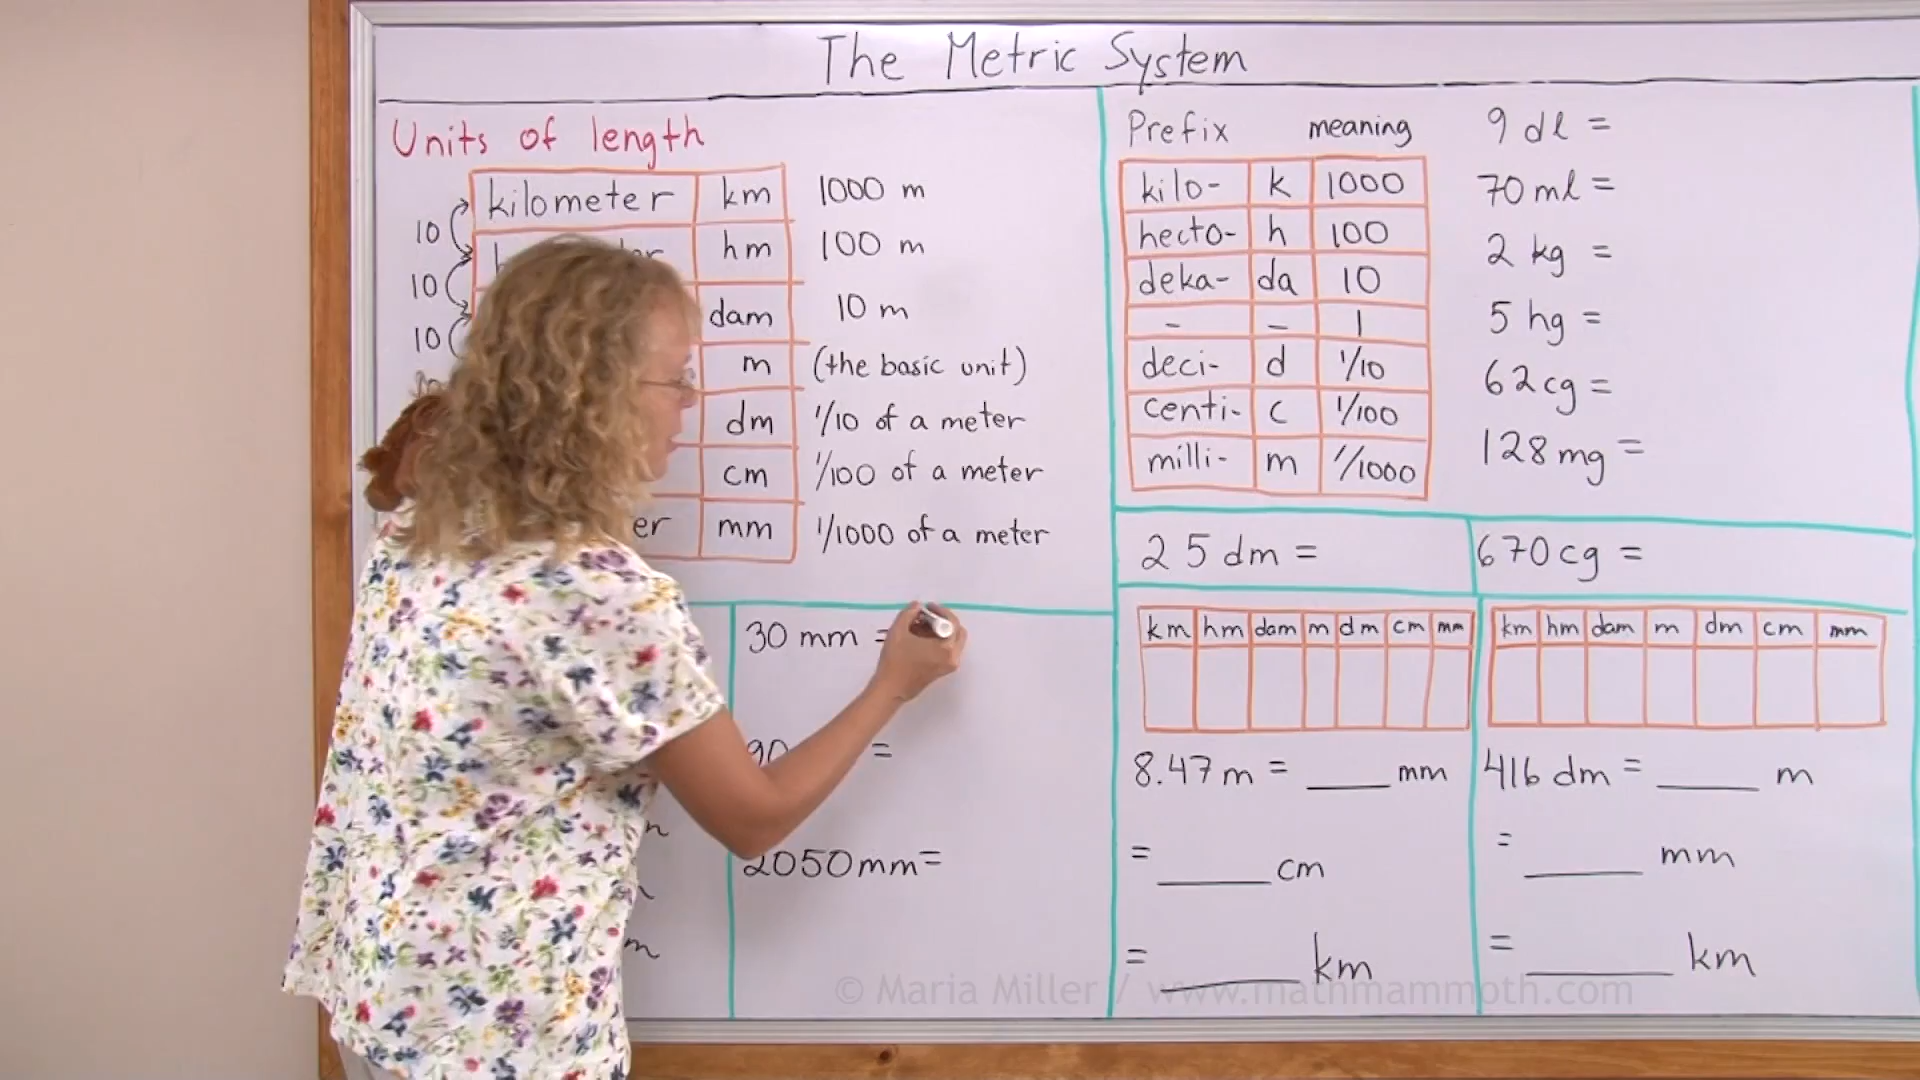 The Metric System
Units of length
kilometer km 1000 m
10
hm 100 m
10
dam 10 m
10
m (the basic unit)
dm 1/10 of a meter
cm 1/100 of a meter
er mm 1/1000 of a meter
30 mm =
=
2050 mm =
Prefix meaning
kilo- k 1000
hecto- h 100
deka- da 10
- - 1
deci- d 1/10
centi- c 1/100
milli- m 1/1000
9 dl =
70 ml =
2 kg =
5 hg =
62 cg =
128 mg =
25 dm =
670 cg =
km hm dam m dm cm mm
8.47 m = ____ mm
= ____ cm
= ____ km
km hm dam m dm cm mm
416 dm = ____ m
= ____ mm
= ____ km
© Maria Miller / www.mathmammoth.com